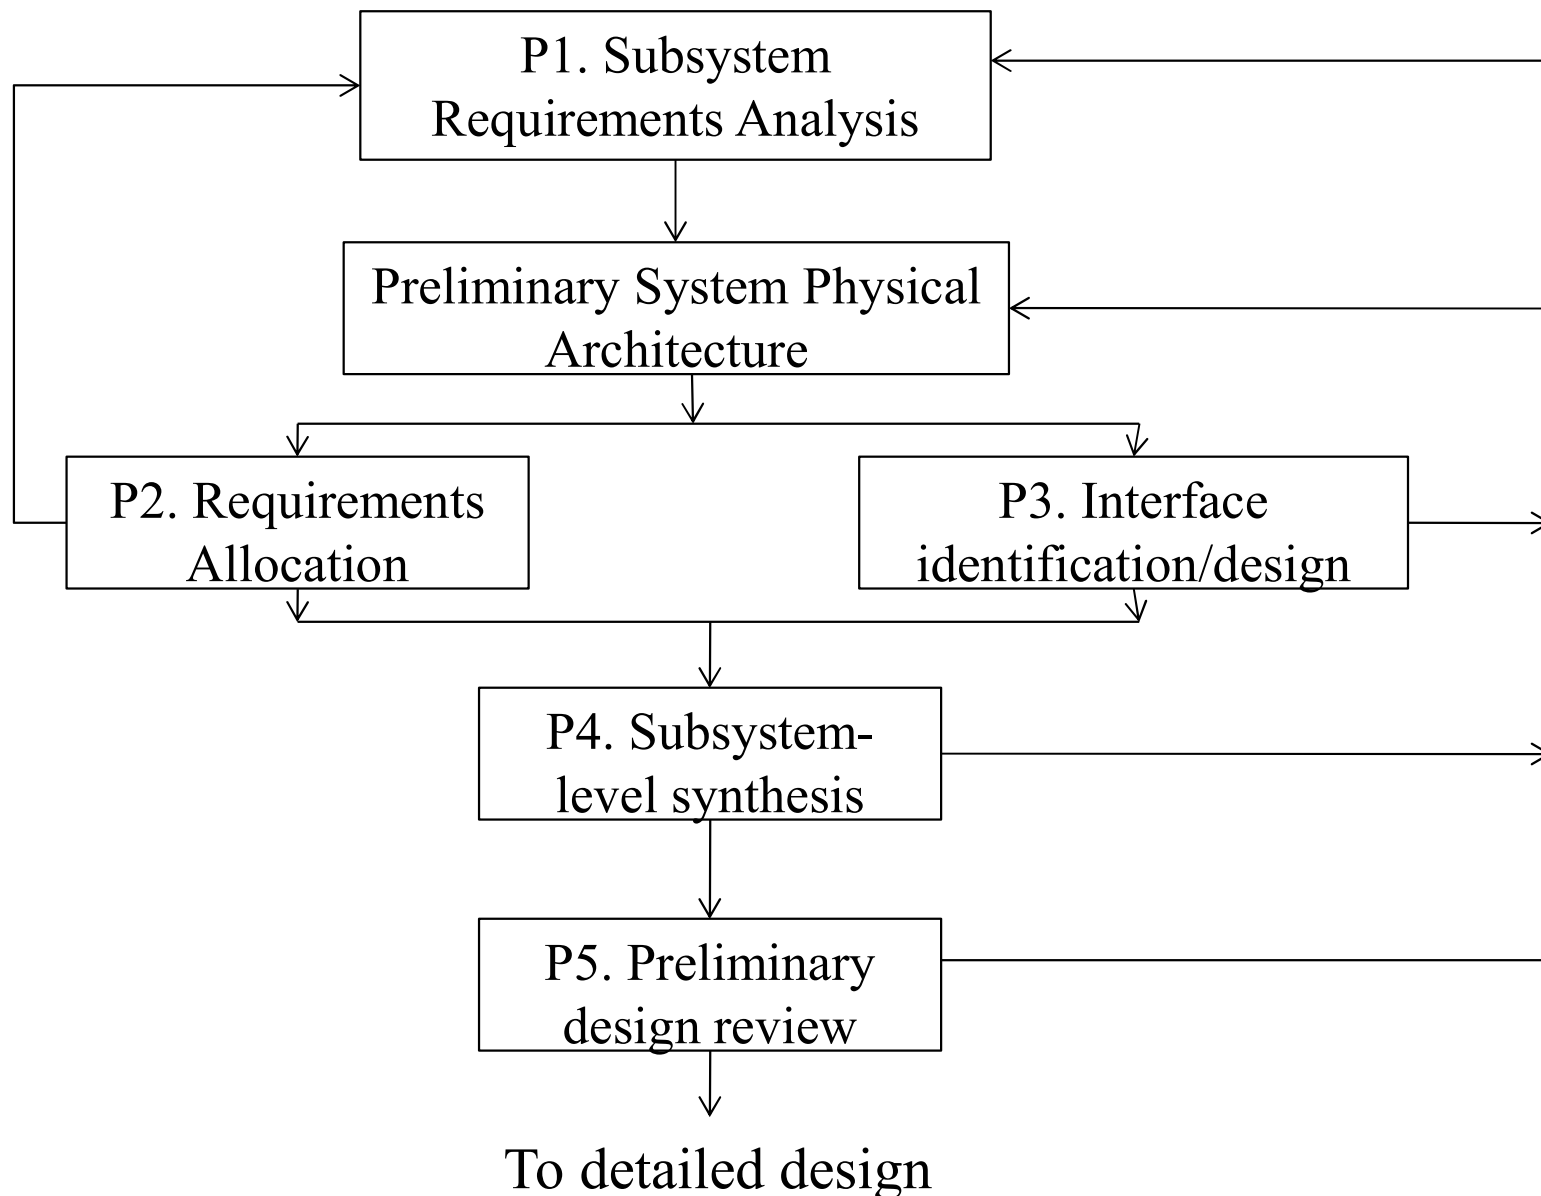 P1. Subsystem
Requirements Analysis
Preliminary System Physical
Architecture
P2. Requirements
Allocation
P3. Interface
identification/design
P4. Subsystem-
level synthesis
P5. Preliminary
design review
To detailed design